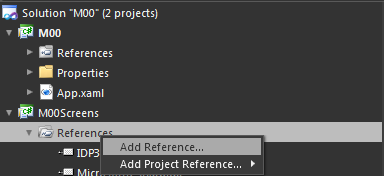 Solution "M00" (2 projects)
C#
M00
References
Properties
App.xaml
C#
M00Screens
References
Add Reference...
IDP3
Add Project Reference...